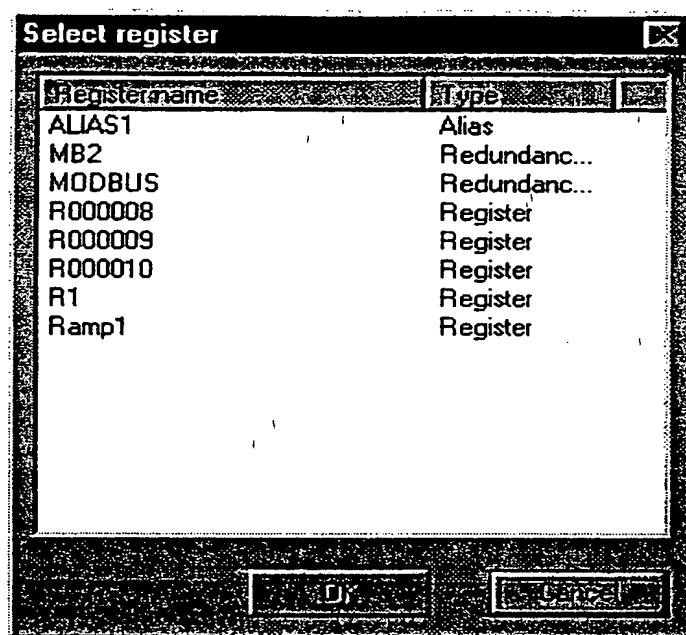 Select register
Registername Type
ALIAS1 Alias
MB2 Redundanc...
MODBUS Redundanc...
R000008 Register
R000009 Register
R000010 Register
R1 Register
Ramp1 Register
OK Cancel